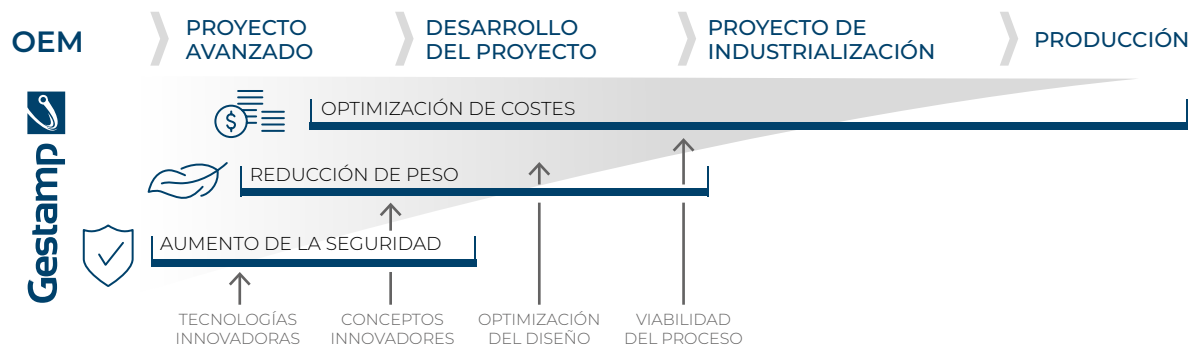 OEM
PROYECTO
AVANZADO
DESARROLLO
DEL PROYECTO
PROYECTO DE
INDUSTRIALIZACIÓN
PRODUCCIÓN
Gestamp
$
OPTIMIZACIÓN DE COSTES
REDUCCIÓN DE PESO
AUMENTO DE LA SEGURIDAD
TECNOLOGÍAS
INNOVADORAS
CONCEPTOS
INNOVADORES
OPTIMIZACIÓN
DEL DISEÑO
VIABILIDAD
DEL PROCESO